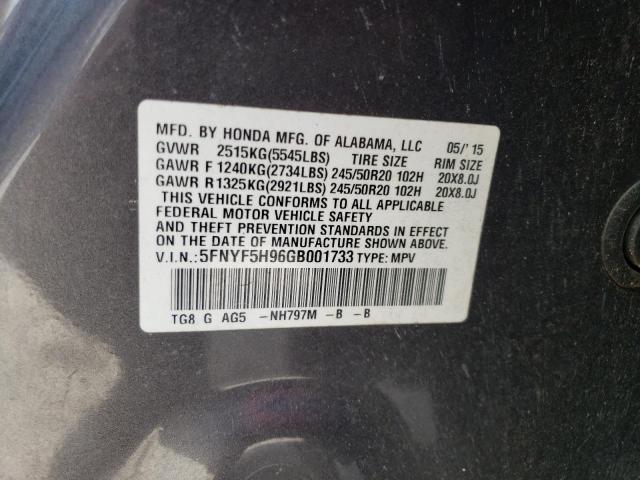 MFD. BY HONDA MFG. OF ALABAMA, LLC 05/'15
GVWR 2515KG(5545LBS) TIRE SIZE RIM SIZE
GAWR F 1240KG(2734LBS) 245/50R20 102H 20X8.0J
GAWR R 1325KG(2921LBS) 245/50R20 102H 20X8.0J
THIS VEHICLE CONFORMS TO ALL APPLICABLE
FEDERAL MOTOR VEHICLE SAFETY
AND THEFT PREVENTION STANDARDS IN EFFECT
ON THE DATE OF MANUFACTURE SHOWN ABOVE.
V.I.N.:5FNYF5H96GB001733 TYPE: MPV
TG8 G AG5 -NH797M -B -B